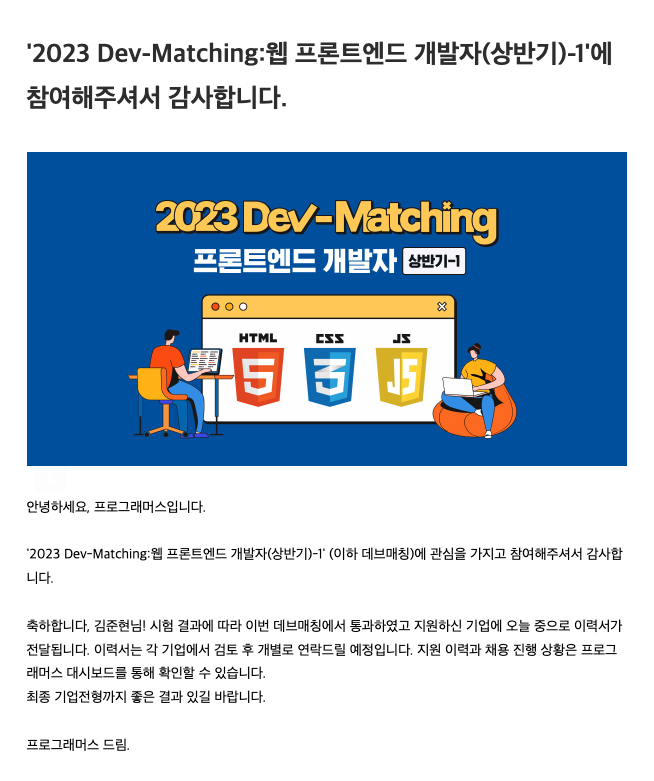 '2023 Dev-Matching:웹 프론트엔드 개발자(상반기)-1'에
참여해주셔서 감사합니다.
2023 Dev-Matching
프론트엔드 개발자 상반기-1
HTML CSS JS
5 3 JS
안녕하세요, 프로그래머스입니다.
'2023 Dev-Matching:웹 프론트엔드 개발자(상반기)-1' (이하 데브매칭)에 관심을 가지고 참여해주셔서 감사합
니다.
축하합니다, 김준현님! 시험 결과에 따라 이번 데브매칭에서 통과하였고 지원하신 기업에 오늘 중으로 이력서가
전달됩니다. 이력서는 각 기업에서 검토 후 개별로 연락드릴 예정입니다. 지원 이력과 채용 진행 상황은 프로그
래머스 대시보드를 통해 확인할 수 있습니다.
최종 기업전형까지 좋은 결과 있길 바랍니다.
프로그래머스 드림.